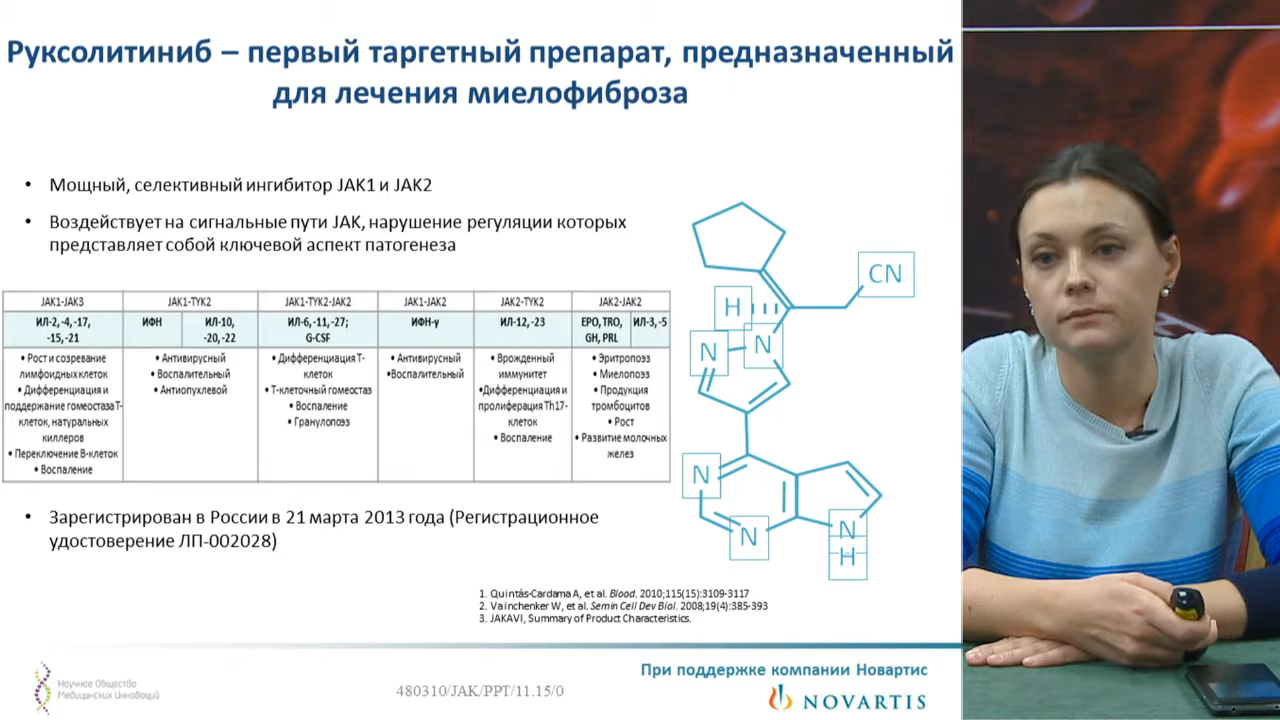 Руксолитиниб – первый таргетный препарат, предназначенный
для лечения миелофиброза
• Мощный, селективный ингибитор JAK1 и JAK2
• Воздействует на сигнальные пути JAK, нарушение регуляции которых
представляет собой ключевой аспект патогенеза
JAK1-JAK3 JAK1-TYK2 JAK1-TYK2-JAK2 JAK1-JAK2 JAK2-TYK2 JAK2-JAK2
ИЛ-2, -4, -17,
-15, -21
ИФН
ИЛ-10,
-20, -22
ИЛ-6, -11, -27;
G-CSF
ИФН-γ
ИЛ-12, -23
EPO, TRO,
GH, PRL
ИЛ-3, -5
• Рост и созревание
лимфоидных клеток
• Дифференциация и
поддержание гомеостаза Т-
клеток, натуральных
киллеров
• Переключение В-клеток
• Воспаление
• Антивирусный
• Воспалительный
• Антиопухлевой
• Дифференциация Т-
клеток
• Т-клеточный гомеостаз
• Воспаление
• Гранулопоэз
• Антивирусный
•Воспалительный
• Врожденный
иммунитет
•Дифференциация и
пролиферация Th17-
клеток
• Воспаление
• Эритропоэз
• Миелопоэз
• Продукция
тромбоцитов
• Рост
• Развитие молочных
желез
CN
H
N
N
N
N
N
H
• Зарегистрирован в России в 21 марта 2013 года (Регистрационное
удостоверение ЛП-002028)
1. Quintás-Cardama A, et al. Blood. 2010;115(15):3109-3117
2. Vainchenker W, et al. Semin Cell Dev Biol. 2008;19(4):385-393
3. JAKAVI, Summary of Product Characteristics.
При поддержке компании Новартис
NOVARTIS
480310/JAK/PPT/11.15/0
Научное Общество
Медицинских Инноваций